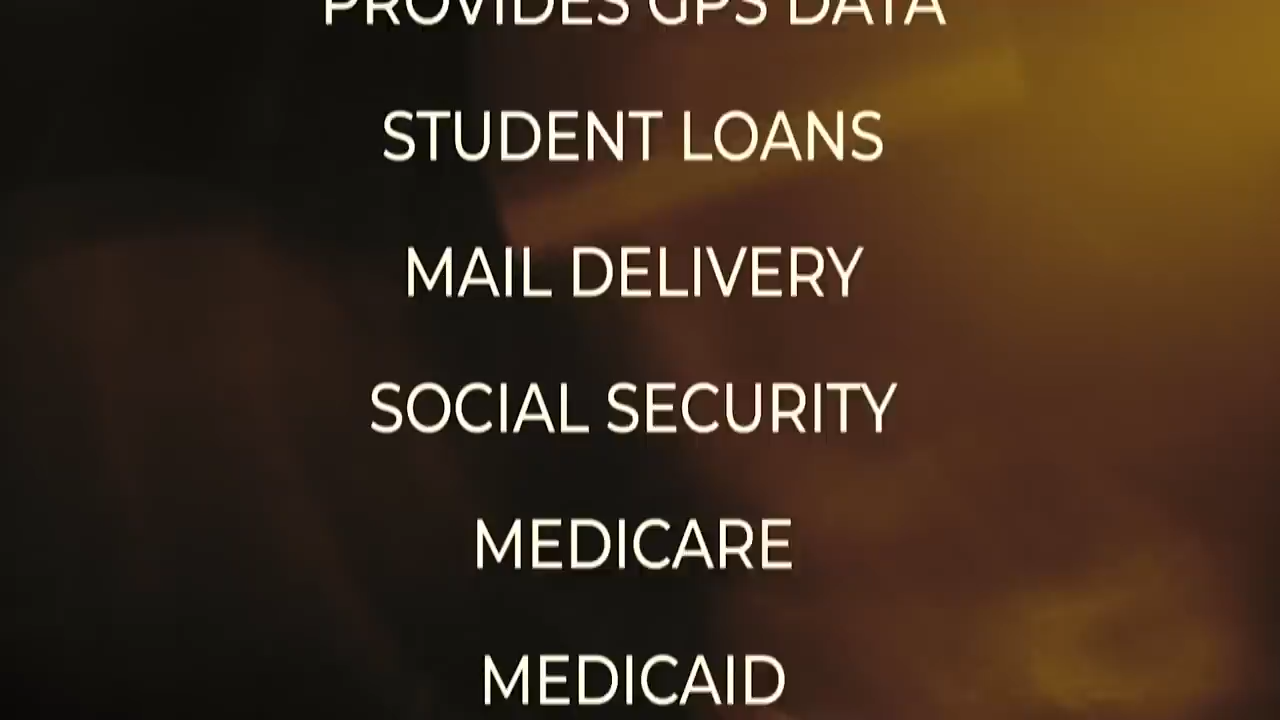 PROVIDES GPS DATA
STUDENT LOANS
MAIL DELIVERY
SOCIAL SECURITY
MEDICARE
MEDICAID